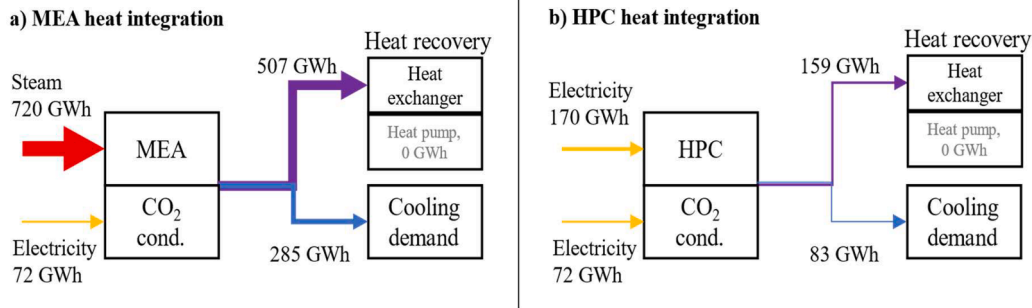 a) MEA heat integration
Steam
720 GWh
MEA
CO₂
cond.
Electricity
72 GWh
507 GWh
285 GWh
Heat recovery
Heat
exchanger
Heat pump,
0 GWh
Cooling
demand
b) HPC heat integration
Electricity
170 GWh
HPC
CO₂
cond.
Electricity
72 GWh
159 GWh
83 GWh
Heat recovery
Heat
exchanger
Heat pump,
0 GWh
Cooling
demand